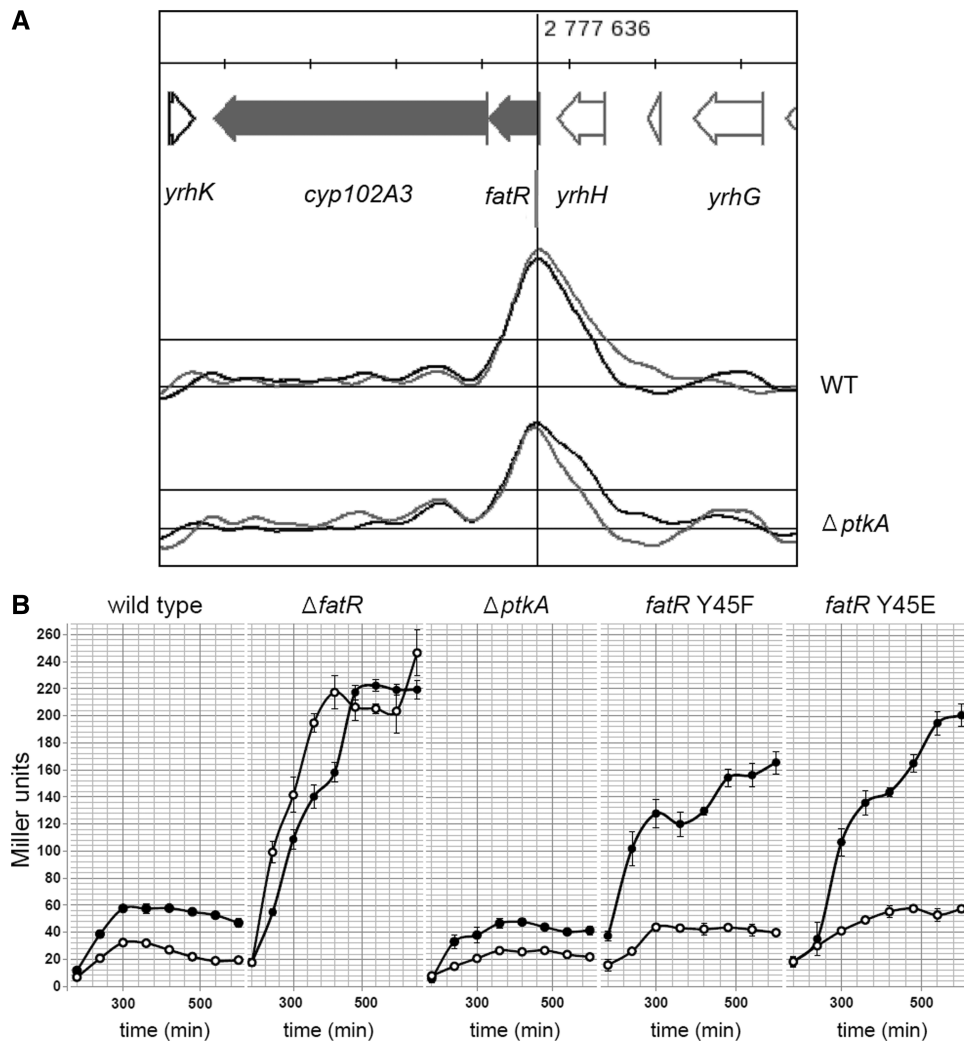 A
2 777 636
yrhK
cyp102A3
fatR
yrhH
yrhG
WT
Δ ptkA
B
wild type
ΔfatR
ΔptkA
fatR Y45F
fatR Y45E
Miller units
260
240
220
200
180
160
140
120
100
80
60
40
20
0
300 500 300 500 300 500 300 500 300 500
time (min) time (min) time (min) time (min) time (min)